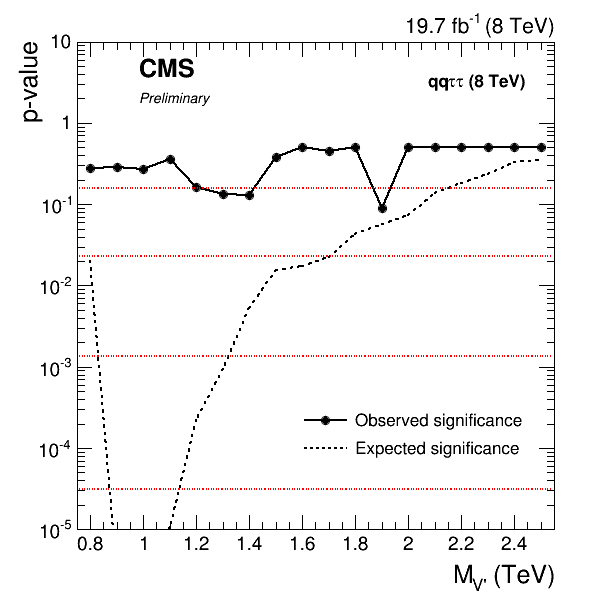 19.7 fb⁻¹ (8 TeV)
CMS
Preliminary
qqττ (8 TeV)
p-value
10
1
10⁻¹
10⁻²
10⁻³
10⁻⁴
10⁻⁵
Observed significance
Expected significance
0.8 1 1.2 1.4 1.6 1.8 2 2.2 2.4
M_V' (TeV)